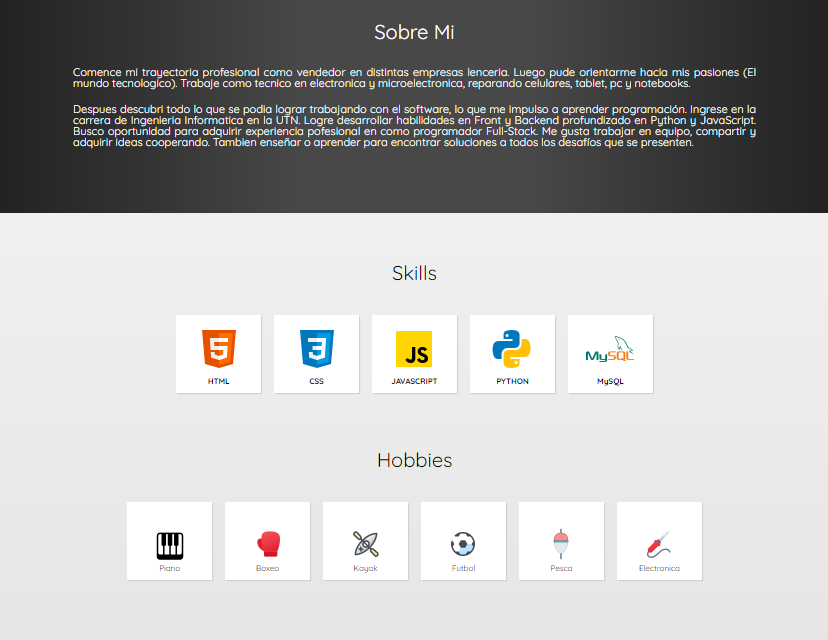 Sobre Mi
Comence mi trayectoria profesional como vendedor en distintas empresas lenceria. Luego pude orientarme hacia mis pasiones (El
mundo tecnologico). Trabaje como tecnico en electronica y microelectronica, reparando celulares, tablet, pc y notebooks.
Despues descubri todo lo que se podia lograr trabajando con el software, lo que me impulso a aprender programación. Ingrese en la
carrera de Ingenieria Informatica en la UTN. Logre desarrollar habilidades en Front y Backend profundizado en Python y JavaScript.
Busco oportunidad para adquirir experiencia pofesional en como programador Full-Stack. Me gusta trabajar en equipo, compartir y
adquirir ideas cooperando. Tambien enseñar o aprender para encontrar soluciones a todos los desafíos que se presenten.
Skills
5 3 JS MySQL
HTML CSS JAVASCRIPT PYTHON MySQL
Hobbies
Piano Boxeo Kayak Futbol Pesca Electronica